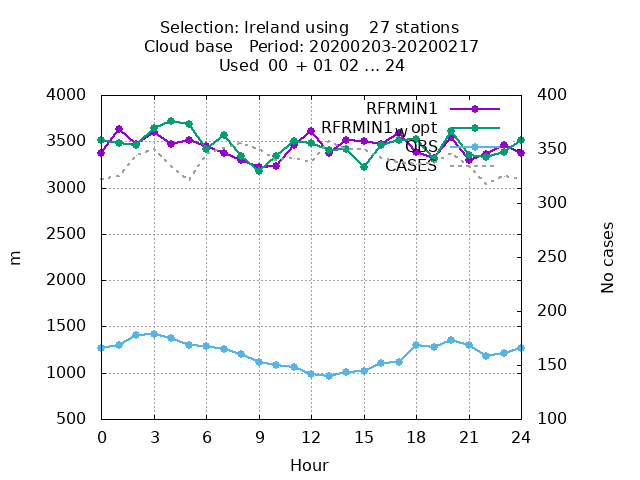 Selection: Ireland using 27 stations
Cloud base Period: 20200203-20200217
Used 00 + 01 02 ... 24
4000
3500
3000
2500
2000
1500
1000
500
m
400
350
300
250
200
150
100
No cases
RFRMIN1
RFRMIN1w_opt
OBS
CASES
0 3 6 9 12 15 18 21 24
Hour